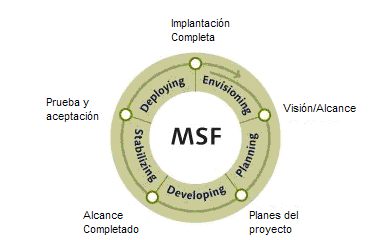 Implantación
Completa
Visión/Alcance
Planes del
proyecto
Alcance
Completado
Prueba y
aceptación
Envisioning
Planning
Developing
Stabilizing
Deploying
MSF